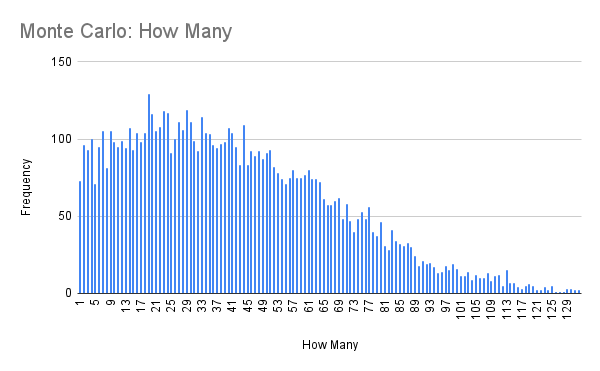 Monte Carlo: How Many
150
100
50
0
Frequency
1 5 9 13 17 21 25 29 33 37 41 45 49 53 57 61 65 69 73 77 81 85 89 93 97 101 105 109 113 117 121 125 129
How Many